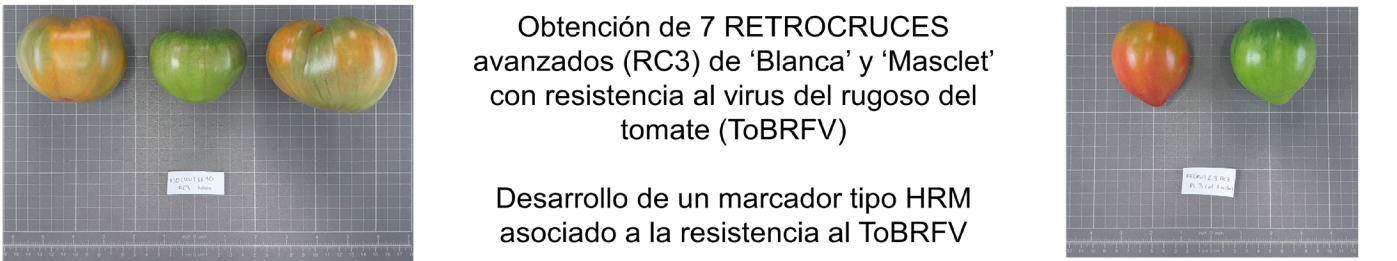 Obtención de 7 RETROCRUCES
avanzados (RC3) de ‘Blanca’ y ‘Masclet’
con resistencia al virus del rugoso del
tomate (ToBRFV)
Desarrollo de un marcador tipo HRM
asociado a la resistencia al ToBRFV